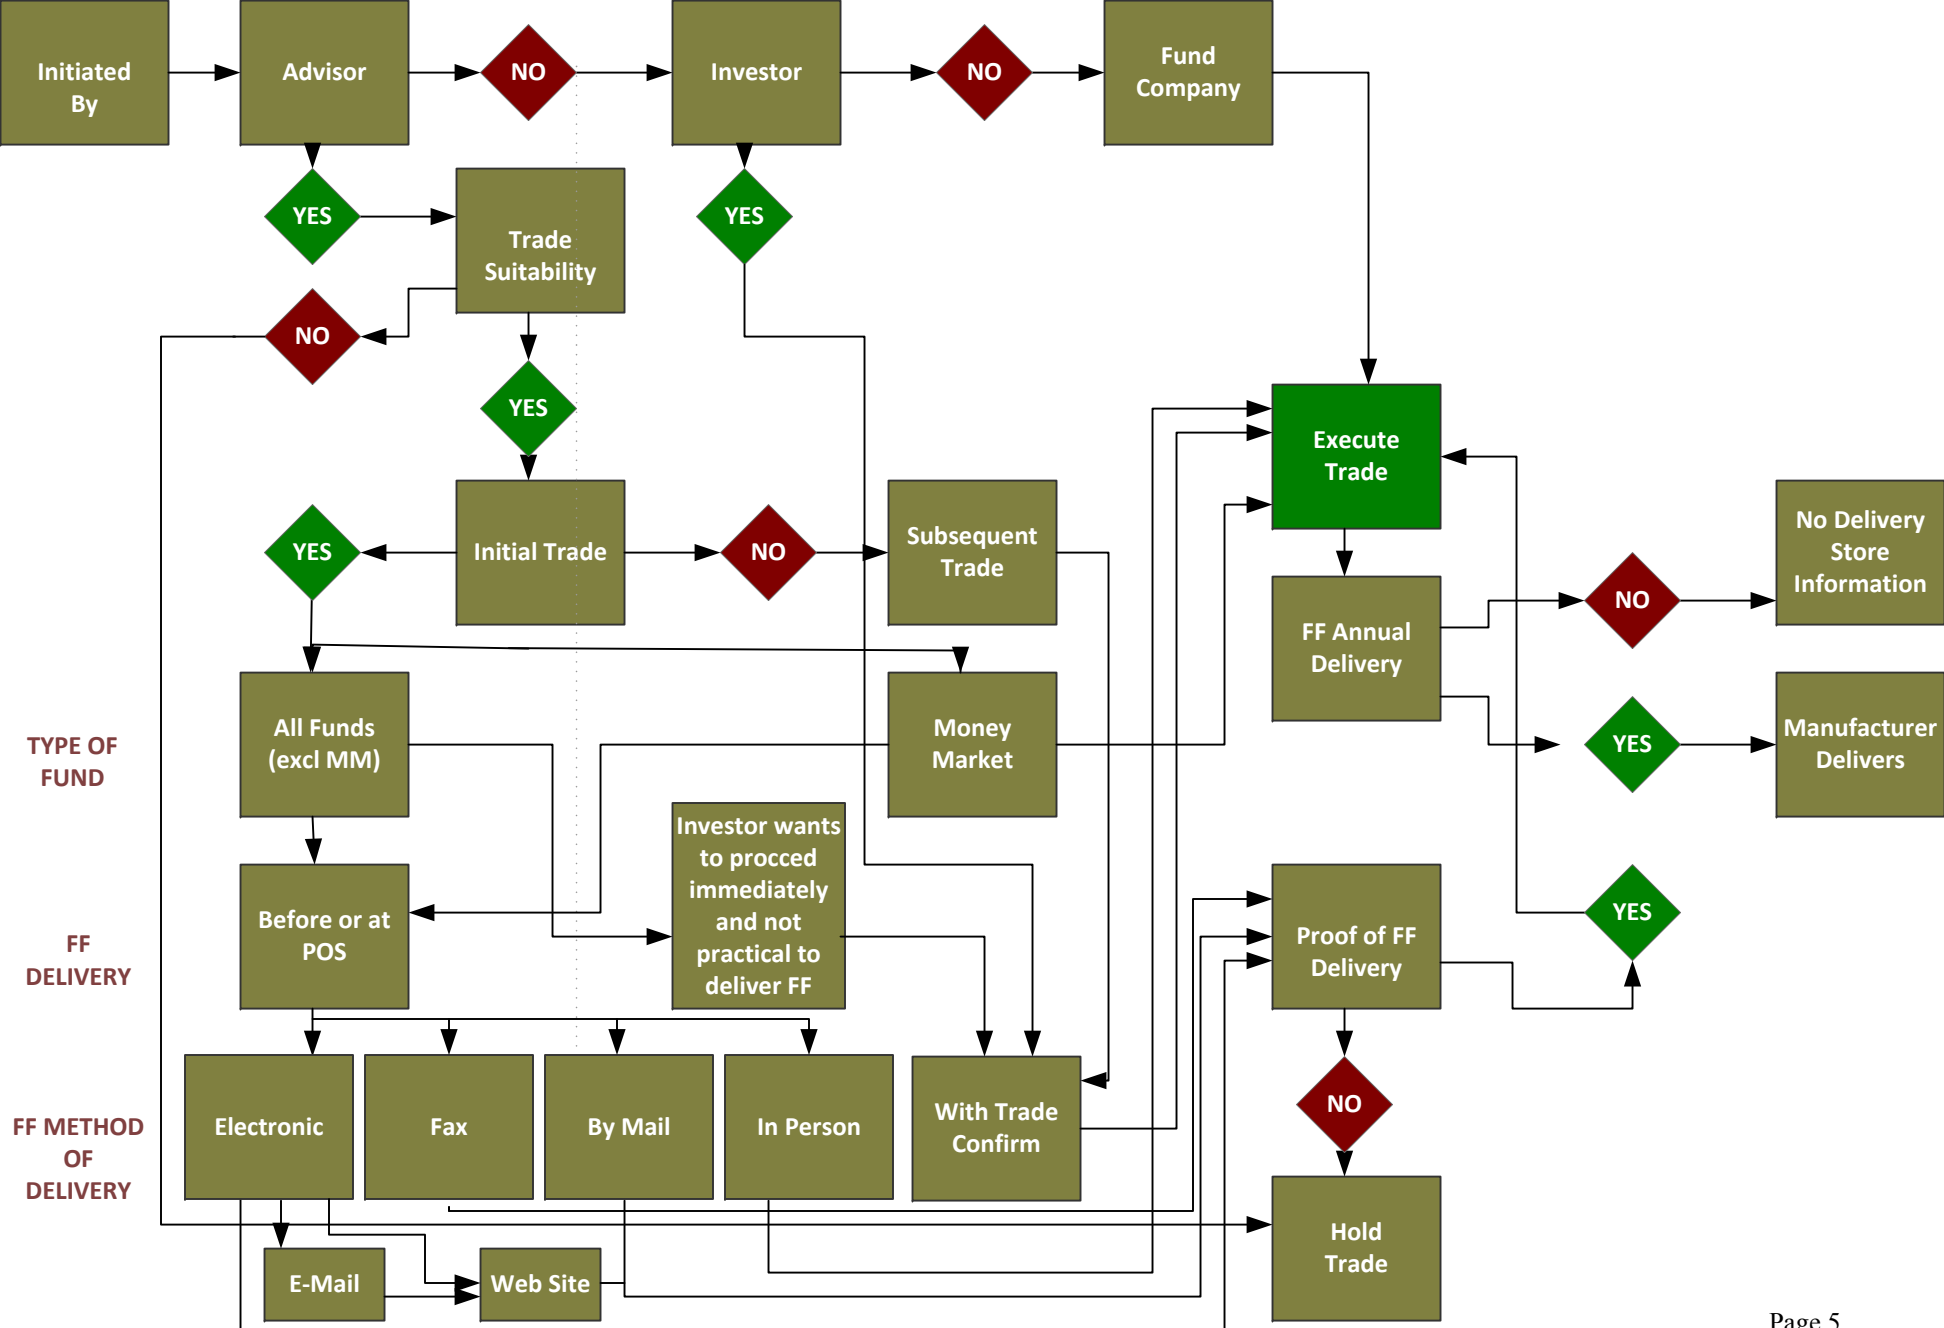 Initiated
By
Advisor
NO
Investor
NO
Fund
Company
YES
Trade
Suitability
YES
NO
YES
Execute
Trade
YES
Initial Trade
NO
Subsequent
Trade
No Delivery
Store
Information
NO
FF Annual
Delivery
TYPE OF
FUND
All Funds
(excl MM)
Money
Market
YES
Manufacturer
Delivers
Investor wants
to procced
immediately
and not
practical to
deliver FF
FF
DELIVERY
Before or at
POS
Proof of FF
Delivery
YES
FF METHOD
OF
DELIVERY
Electronic
Fax
By Mail
In Person
With Trade
Confirm
NO
Hold
Trade
E-Mail
Web Site
Page 5